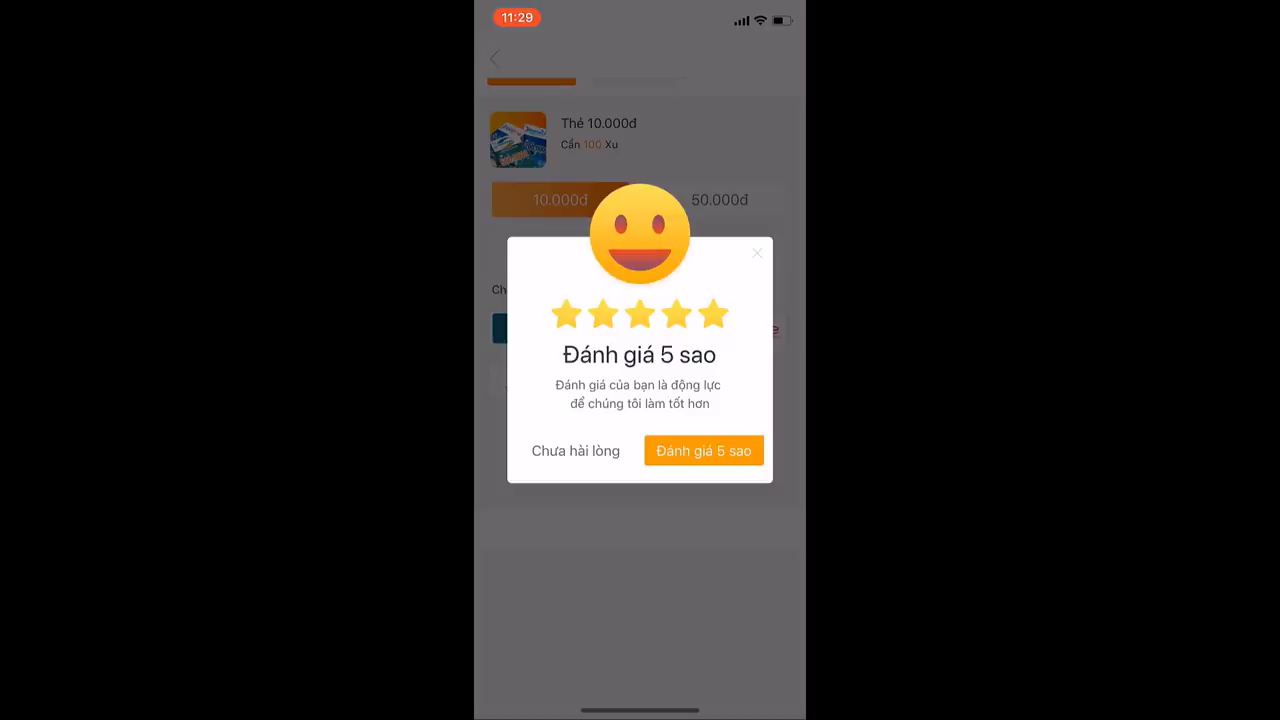 11:29
Thẻ 10.000đ
Cần 100 Xu
10.000đ
50.000đ
Đánh giá 5 sao
Đánh giá của bạn là động lực
để chúng tôi làm tốt hơn
Chưa hài lòng
Đánh giá 5 sao